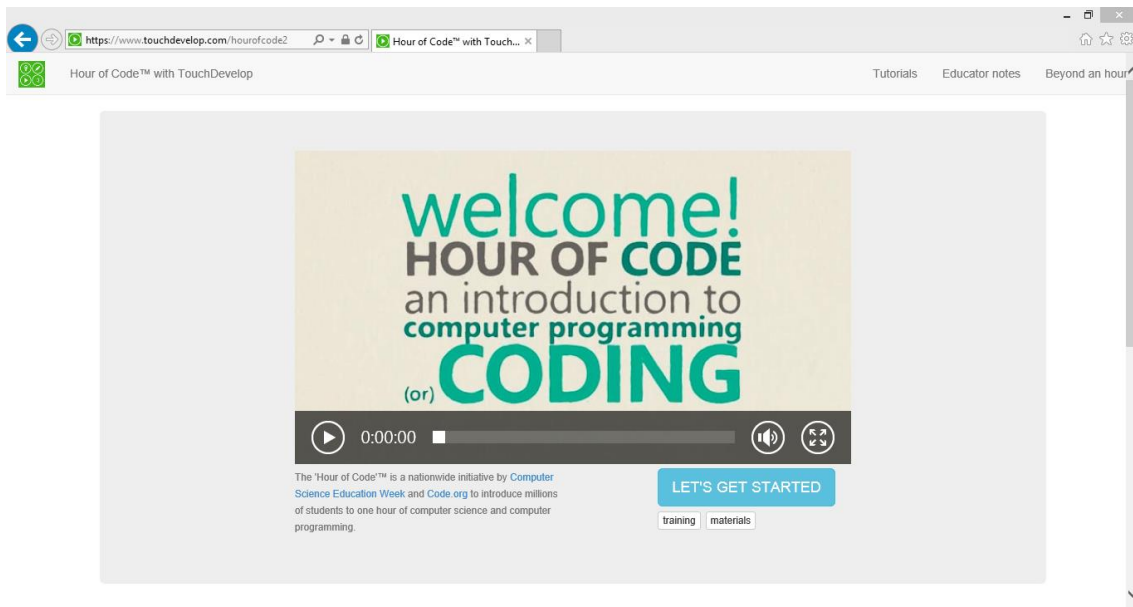 https://www.touchdevelop.com/hourofcode2
Hour of Code™ with Touch...
Hour of Code™ with TouchDevelop
Tutorials
Educator notes
Beyond an hour
welcome!
HOUR OF CODE
an introduction to
computer programming
(or) CODING
0:00:00
The 'Hour of Code'™ is a nationwide initiative by Computer
Science Education Week and Code.org to introduce millions
of students to one hour of computer science and computer
programming.
LET'S GET STARTED
training
materials